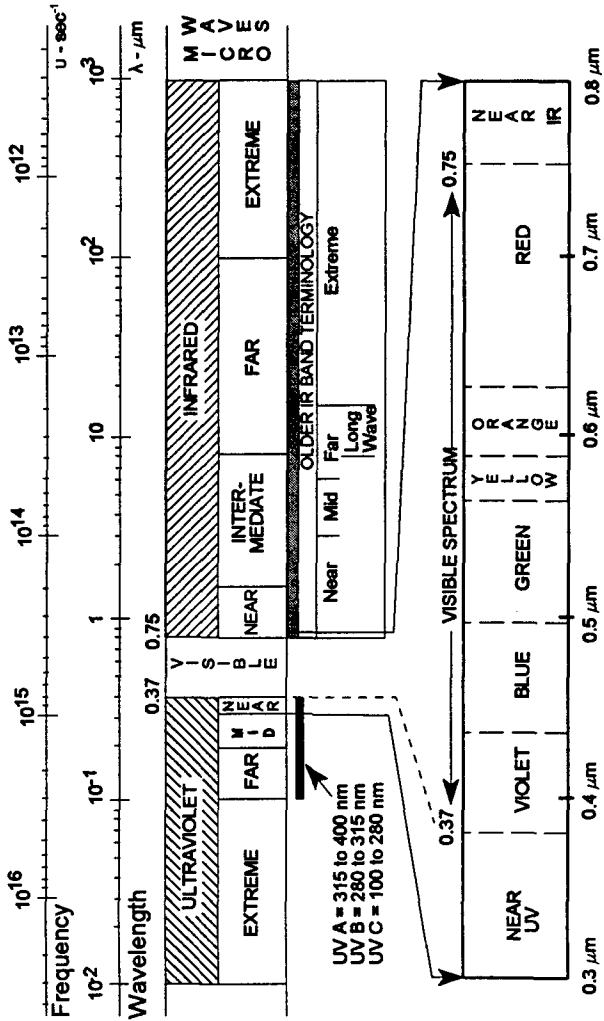 Frequency
10¹⁶
10¹⁵
10¹⁴
10¹³
10¹²
υ - sec⁻¹
Wavelength
10⁻²
10⁻¹
0.37
0.75
1
10
10²
10³
λ - μm
ULTRAVIOLET
VISIBLE
INFRARED
MICRO
WAVES
EXTREME
FAR
MID
NEAR
NEAR
INTER-
MEDIATE
FAR
EXTREME
OLDER IR BAND TERMINOLOGY
Near
Mid
Far
Long
Wave
Extreme
UV A = 315 to 400 nm
UV B = 280 to 315 nm
UV C = 100 to 280 nm
0.37
VISIBLE SPECTRUM
0.75
NEAR
UV
VIOLET
BLUE
GREEN
YELLOW
ORANGE
RED
NEAR
IR
0.3 μm
0.4 μm
0.5 μm
0.6 μm
0.7 μm
0.8 μm